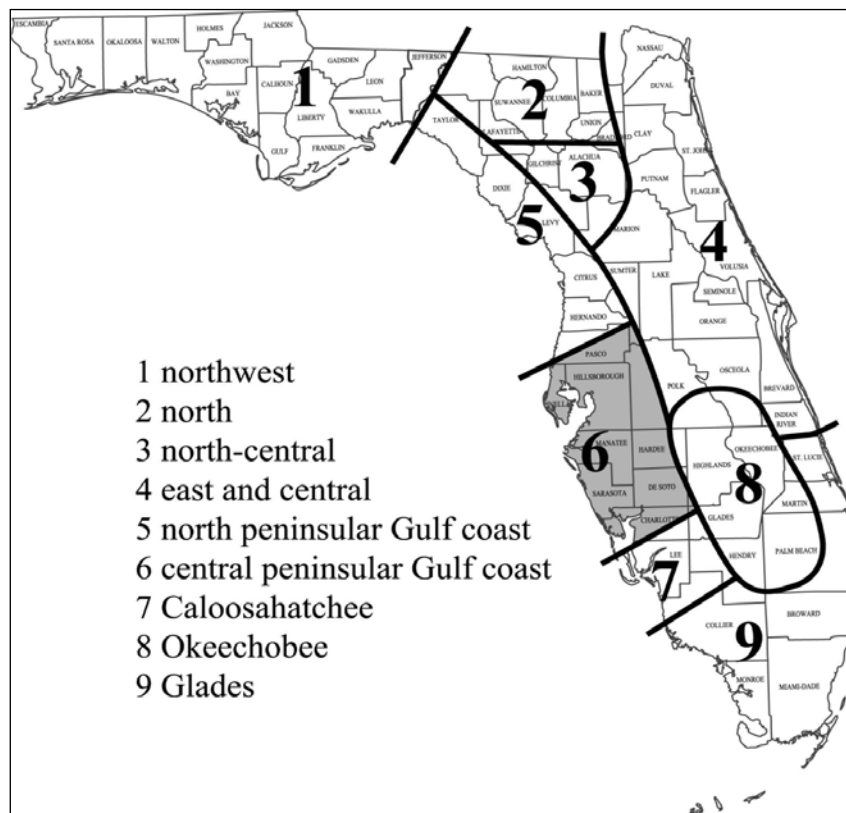 JACKSON
HOLMES
ESCAMBIA
SANTA ROSA
OKALOOSA
WALTON
WASHINGTON
BAY
CALHOUN
GADSDEN
JEFFERSON
LEON
1
LIBERTY
WAKULLA
GULF
FRANKLIN
HAMILTON
2
SUWANNEE
COLUMBIA
BAKER
NASSAU
DUVAL
TAYLOR
LAFAYETTE
UNION
BRADFORD
CLAY
ST. JOHNS
GILCHRIST
ALACHUA
3
PUTNAM
DIXIE
FLAGLER
5
LEVY
MARION
4
VOLUSIA
CITRUS
SUMTER
LAKE
SEMINOLE
HERNANDO
ORANGE
PASCO
OSCEOLA
HILLSBOROUGH
POLK
BREVARD
INDIAN
RIVER
6
MANATEE
HARDEE
OKEECHOBEE
HIGHLANDS
8
ST. LUCIE
SARASOTA
DE SOTO
MARTIN
CHARLOTTE
GLADES
LEE
HENDRY
PALM BEACH
7
BROWARD
COLLIER
9
MONROE
MIAMI-DADE
1 northwest
2 north
3 north-central
4 east and central
5 north peninsular Gulf coast
6 central peninsular Gulf coast
7 Caloosahatchee
8 Okeechobee
9 Glades